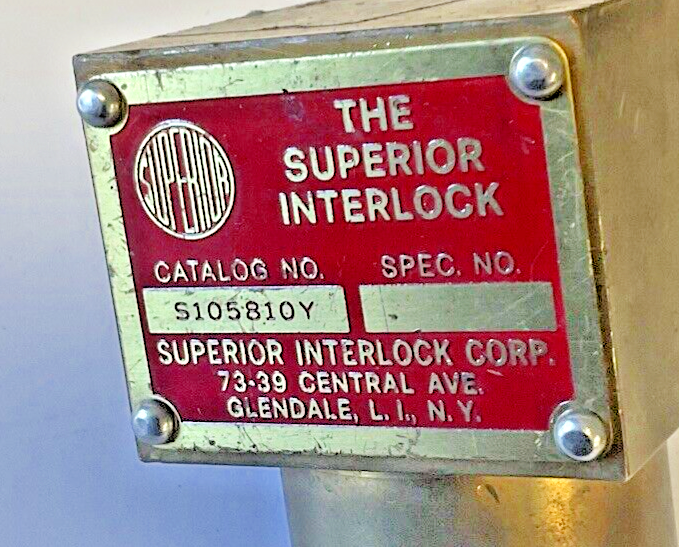 THE
SUPERIOR
INTERLOCK
SUPERIOR
CATALOG NO. SPEC. NO.
S105810Y
SUPERIOR INTERLOCK CORP.
73-39 CENTRAL AVE.
GLENDALE, L. I., N. Y.